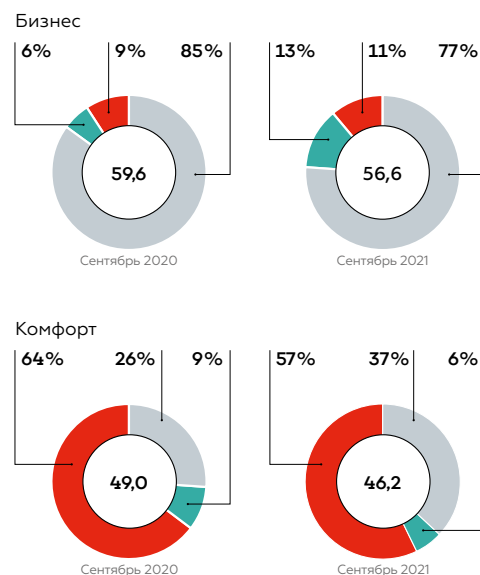 Бизнес
6% 9% 85% 13% 11% 77%
59,6 56,6
Сентябрь 2020 Сентябрь 2021
Комфорт
64% 26% 9% 57% 37% 6%
49,0 46,2
Сентябрь 2020 Сентябрь 2021